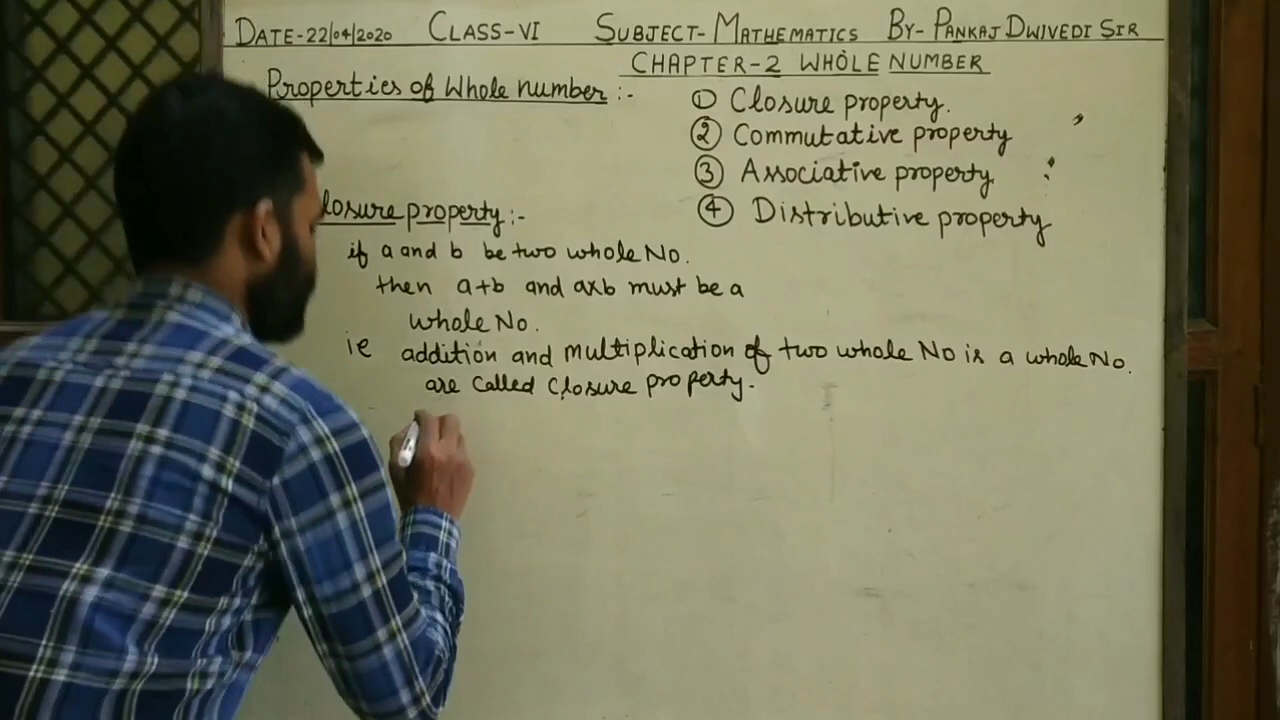 DATE-22/04/2020 CLASS-VI SUBJECT-MATHEMATICS BY-PANKAJ DWIVEDI SIR
CHAPTER-2 WHOLE NUMBER
Properties of Whole number :-
① Closure property.
② Commutative property
③ Associative property
④ Distributive property
losure property :-
if a and b be two whole No.
then a+b and a×b must be a
whole No.
ie addition and multiplication of two whole No is a whole No.
are called Closure property.